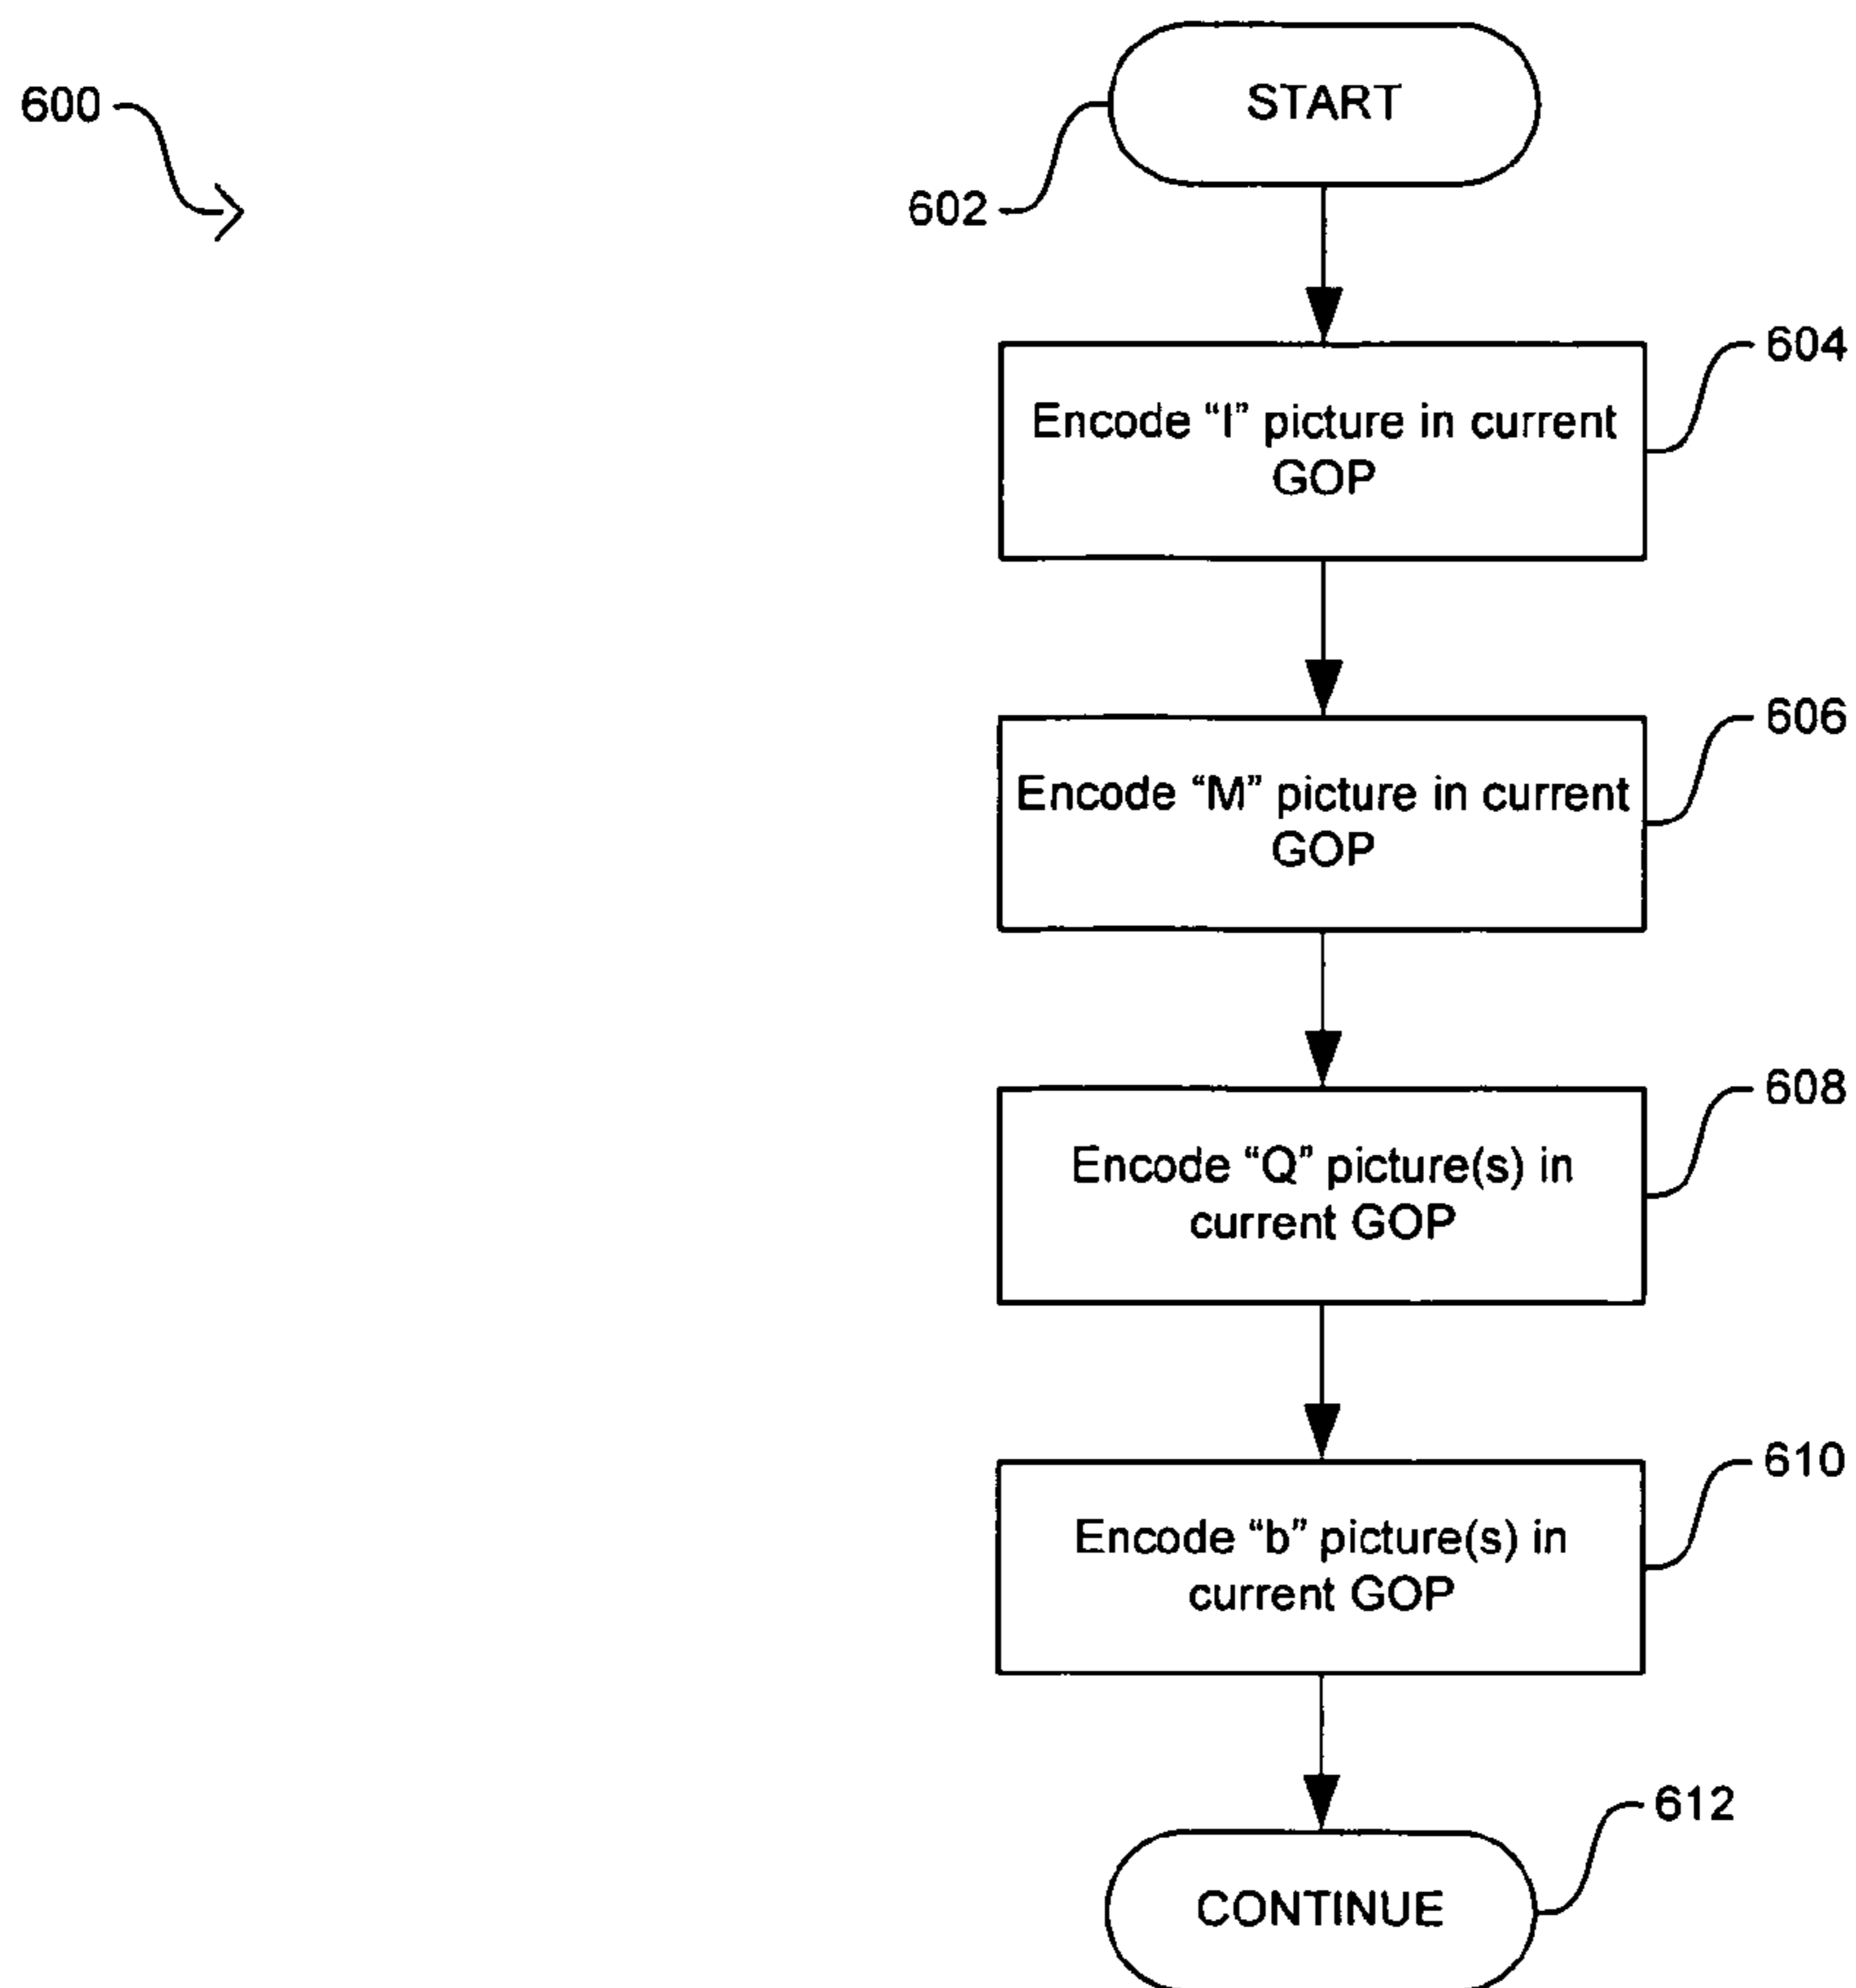 600
START
602
604
Encode “I” picture in current
GOP
606
Encode “M” picture in current
GOP
608
Encode “Q” picture(s) in
current GOP
610
Encode “b” picture(s) in
current GOP
612
CONTINUE